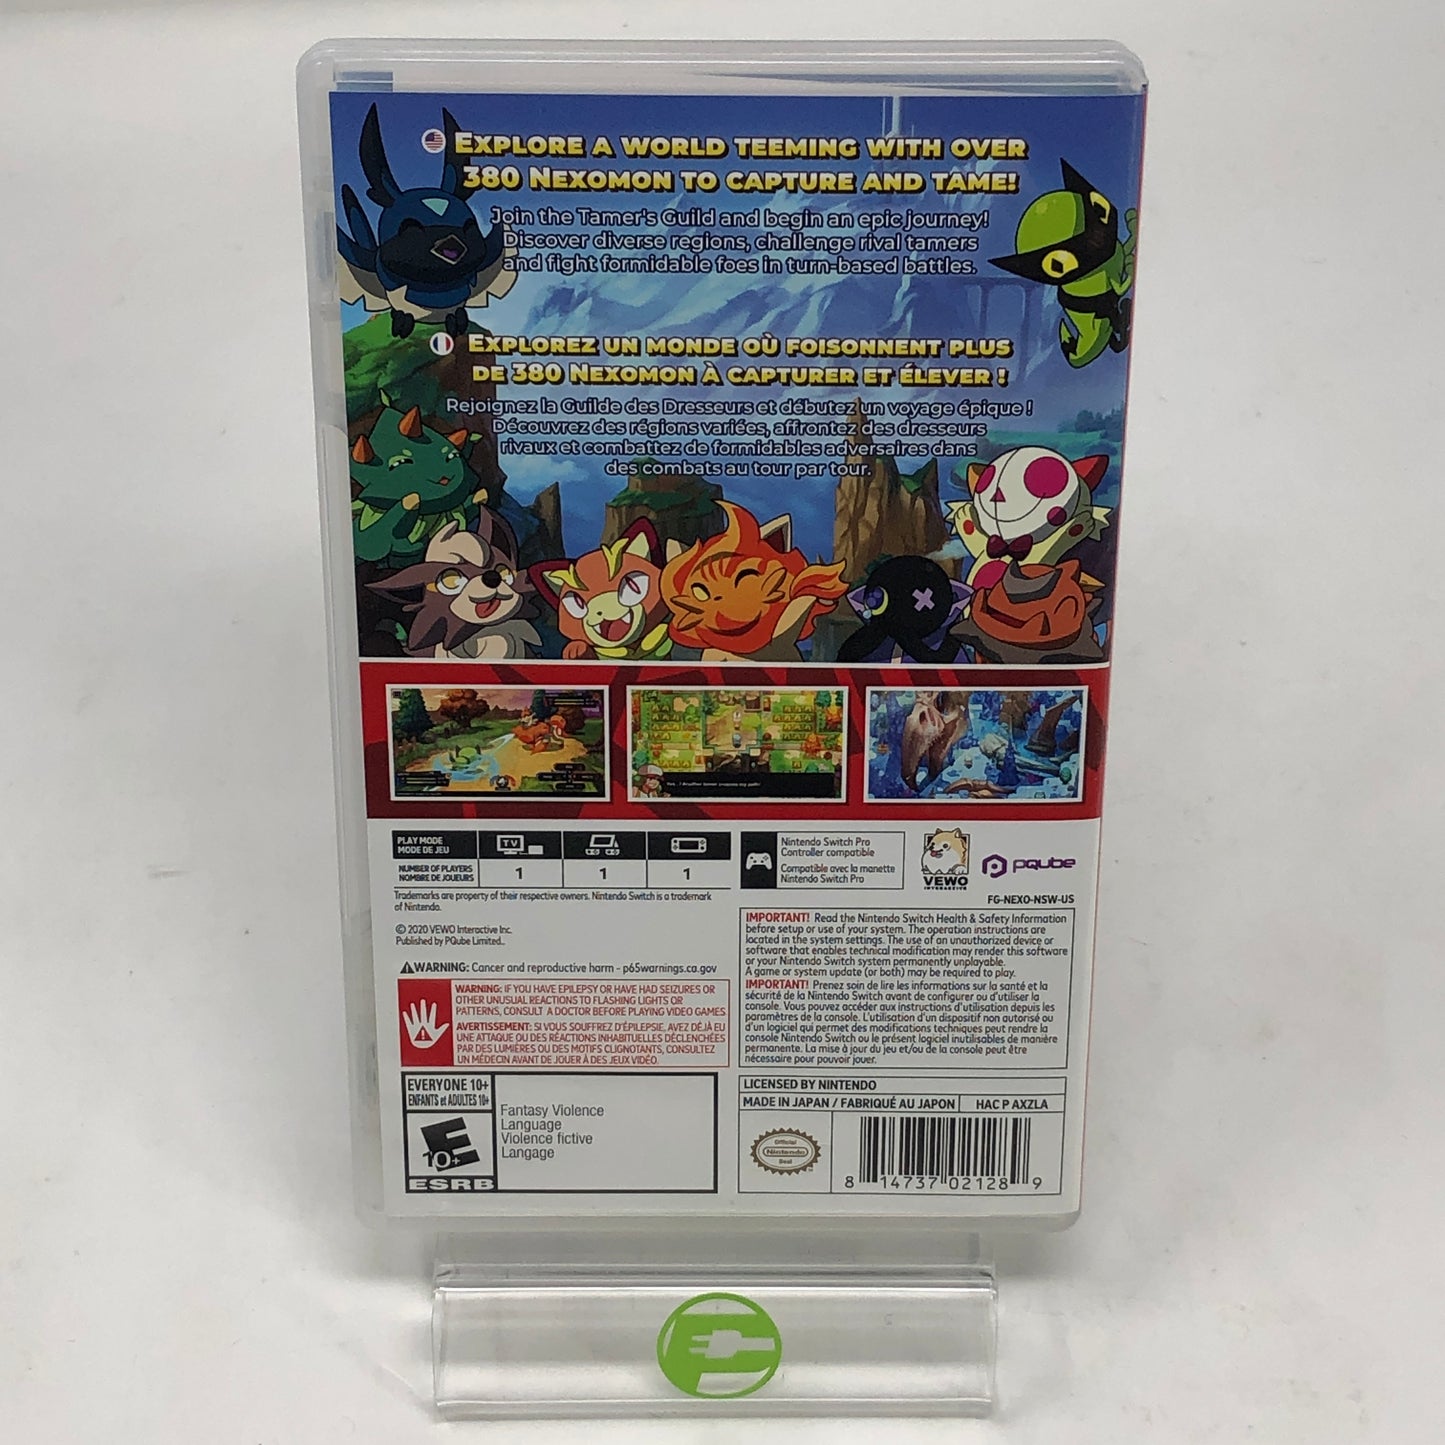 EXPLORE A WORLD TEEMING WITH OVER
380 NEXOMON TO CAPTURE AND TAME!
Join the Tamer's Guild and begin an epic journey!
Discover diverse regions, challenge rival tamers
and fight formidable foes in turn-based battles.
EXPLOREZ UN MONDE OÙ FOISONNENT PLUS
DE 380 NEXOMON À CAPTURER ET ÉLEVER !
Rejoignez la Guilde des Dresseurs et débutez un voyage épique !
Découvrez des régions variées, affrontez des dresseurs
rivaux et combattez de formidables adversaires dans
des combats au tour par tour.
PLAY MODE
MODE DE JEU
TV
NUMBER OF PLAYERS
NOMBRE DE JOUEURS
1 1 1
Trademarks are property of their respective owners. Nintendo Switch is a trademark
of Nintendo.
© 2020 VEWO Interactive Inc.
Published by PQube Limited..
WARNING: Cancer and reproductive harm - p65warnings.ca.gov
WARNING: IF YOU HAVE EPILEPSY OR HAVE HAD SEIZURES OR
OTHER UNUSUAL REACTIONS TO FLASHING LIGHTS OR
PATTERNS, CONSULT A DOCTOR BEFORE PLAYING VIDEO GAMES.
AVERTISSEMENT: SI VOUS SOUFFREZ D'ÉPILEPSIE, AVEZ DÉJÀ EU
UNE ATTAQUE OU DES RÉACTIONS INHABITUELLES DÉCLENCHÉES
PAR DES LUMIÈRES OU DES MOTIFS CLIGNOTANTS, CONSULTEZ
UN MÉDECIN AVANT DE JOUER À DES JEUX VIDÉO.
EVERYONE 10+
ENFANTS et ADULTES 10+
E
10+
ESRB
Fantasy Violence
Language
Violence fictive
Langage
Nintendo Switch Pro
Controller compatible
Compatible avec la manette
Nintendo Switch Pro
VEWO
INTERACTIVE
PQube
FG-NEXO-NSW-US
IMPORTANT! Read the Nintendo Switch Health & Safety Information
before setup or use of your system. The operation instructions are
located in the system settings. The use of an unauthorized device or
software that enables technical modification may render this software
or your Nintendo Switch system permanently unplayable.
A game or system update (or both) may be required to play.
IMPORTANT! Prenez soin de lire les informations sur la santé et la
sécurité de la Nintendo Switch avant de configurer ou d'utiliser la
console. Vous pouvez accéder aux instructions d'utilisation depuis les
paramètres de la console. L'utilisation d'un dispositif non autorisé ou
d'un logiciel qui permet des modifications techniques peut rendre la
console Nintendo Switch ou le présent logiciel inutilisables de manière
permanente. La mise à jour du jeu et/ou de la console peut être
nécessaire pour pouvoir jouer.
LICENSED BY NINTENDO
MADE IN JAPAN / FABRIQUÉ AU JAPON HAC P AXZLA
Official
Nintendo
Seal
8 14737 02128 9